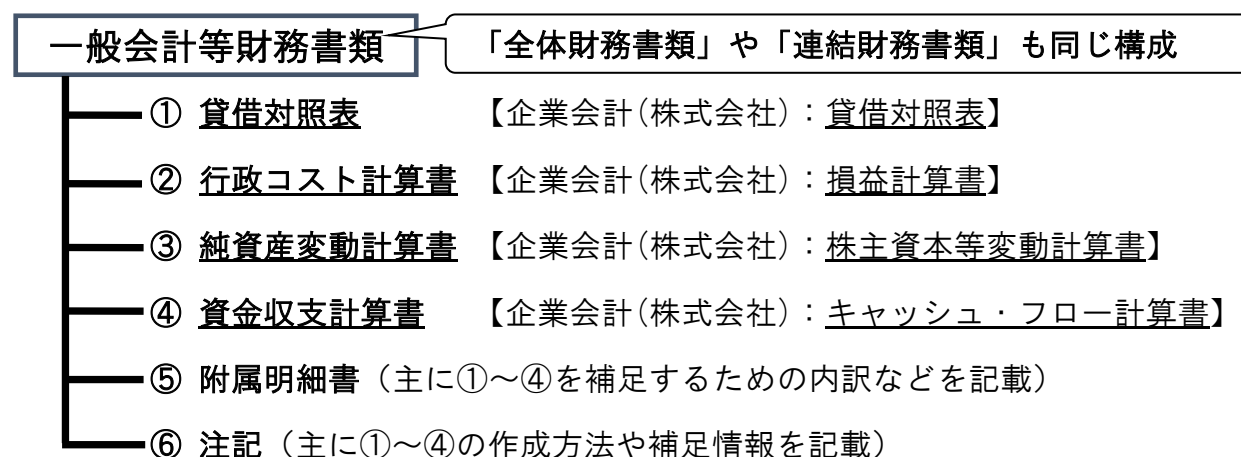 一般会計等財務書類
「全体財務書類」や「連結財務書類」も同じ構成
① 貸借対照表 【企業会計(株式会社):貸借対照表】
② 行政コスト計算書 【企業会計(株式会社):損益計算書】
③ 純資産変動計算書 【企業会計(株式会社):株主資本等変動計算書】
④ 資金収支計算書 【企業会計(株式会社):キャッシュ・フロー計算書】
⑤ 附属明細書(主に①~④を補足するための内訳などを記載)
⑥ 注記(主に①~④の作成方法や補足情報を記載)